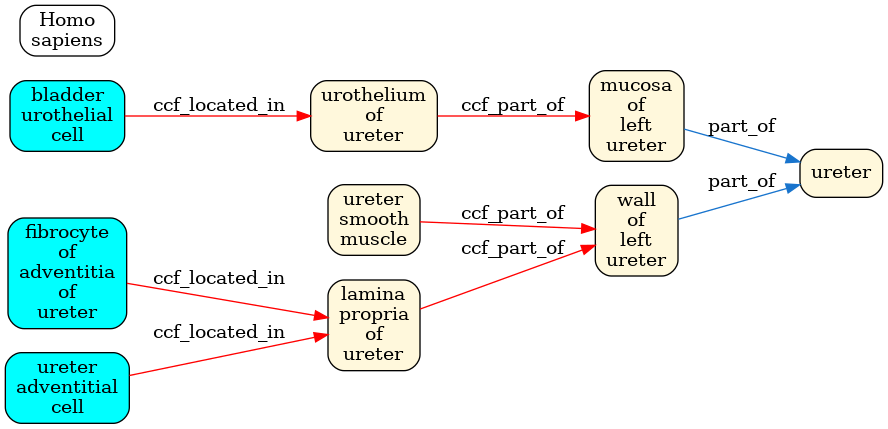 Homo
sapiens
bladder
urothelial
cell
ccf_located_in
urothelium
of
ureter
ccf_part_of
mucosa
of
left
ureter
part_of
ureter
ureter
smooth
muscle
ccf_part_of
wall
of
left
ureter
part_of
fibrocyte
of
adventitia
of
ureter
ccf_located_in
lamina
propria
of
ureter
ccf_part_of
ureter
adventitial
cell
ccf_located_in